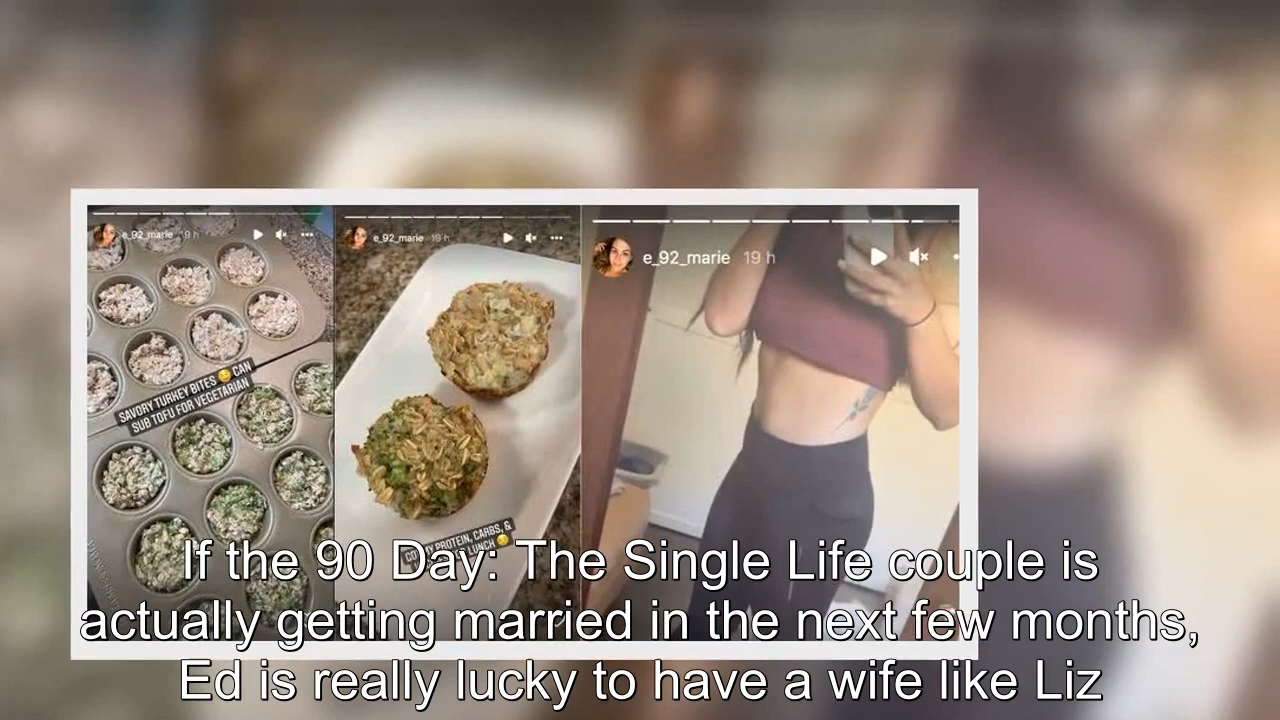 e_92_marie 19 h
e_92_marie 19 h
e_92_marie 19 h
SAVORY TURKEY BITES 😉 CAN
SUB TOFU FOR VEGETARIAN
PROTEIN, CARBS, &
LUNCH 😉
If the 90 Day: The Single Life couple is
actually getting married in the next few months,
Ed is really lucky to have a wife like Liz